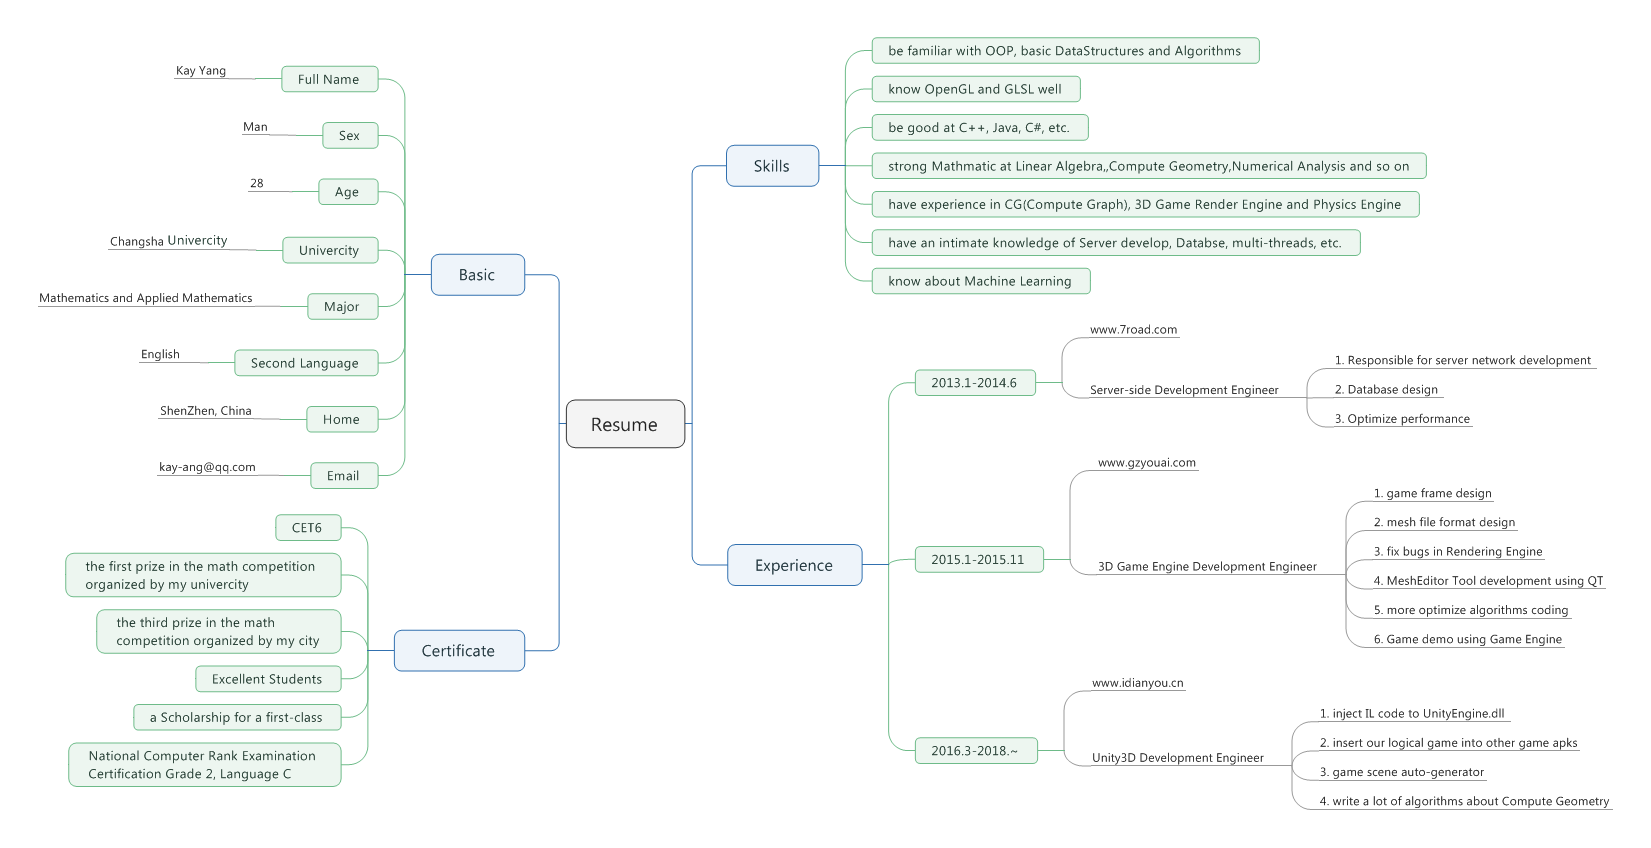 Resume
Basic
Full Name
Kay Yang
Sex
Man
Age
28
Univercity
Changsha Univercity
Major
Mathematics and Applied Mathematics
Second Language
English
Home
ShenZhen, China
Email
kay-ang@qq.com
Certificate
CET6
the first prize in the math competition
organized by my univercity
the third prize in the math
competition organized by my city
Excellent Students
a Scholarship for a first-class
National Computer Rank Examination
Certification Grade 2, Language C
Skills
be familiar with OOP, basic DataStructures and Algorithms
know OpenGL and GLSL well
be good at C++, Java, C#, etc.
strong Mathmatic at Linear Algebra,,Compute Geometry,Numerical Analysis and so on
have experience in CG(Compute Graph), 3D Game Render Engine and Physics Engine
have an intimate knowledge of Server develop, Databse, multi-threads, etc.
know about Machine Learning
Experience
2013.1-2014.6
www.7road.com
Server-side Development Engineer
1. Responsible for server network development
2. Database design
3. Optimize performance
2015.1-2015.11
www.gzyouai.com
3D Game Engine Development Engineer
1. game frame design
2. mesh file format design
3. fix bugs in Rendering Engine
4. MeshEditor Tool development using QT
5. more optimize algorithms coding
6. Game demo using Game Engine
2016.3-2018.~
www.idianyou.cn
Unity3D Development Engineer
1. inject IL code to UnityEngine.dll
2. insert our logical game into other game apks
3. game scene auto-generator
4. write a lot of algorithms about Compute Geometry